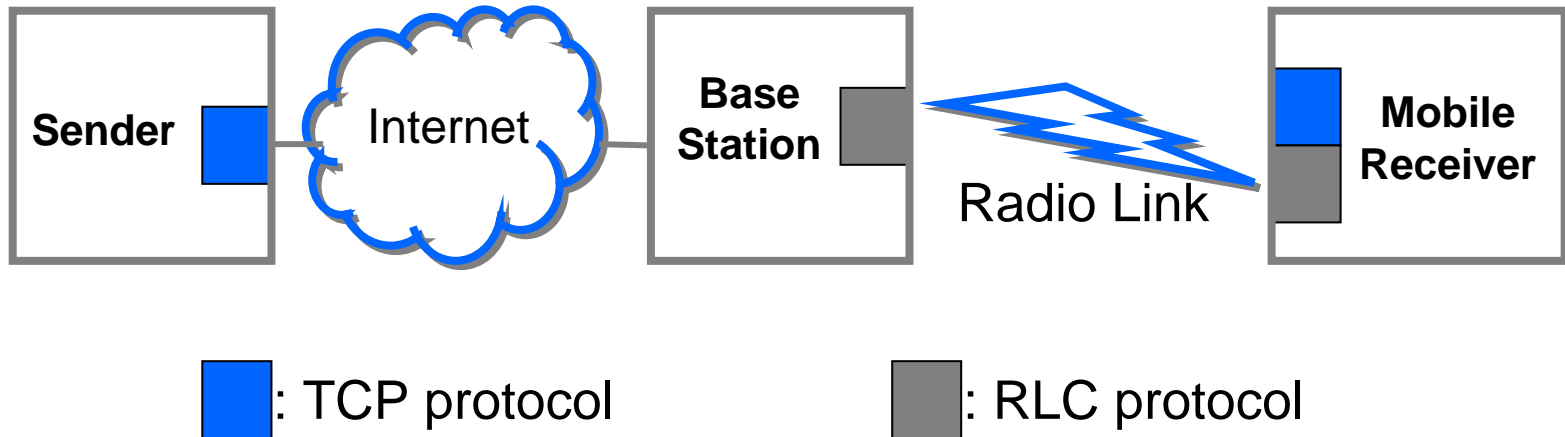 Sender
Internet
Base
Station
Radio Link
Mobile
Receiver
: TCP protocol
: RLC protocol